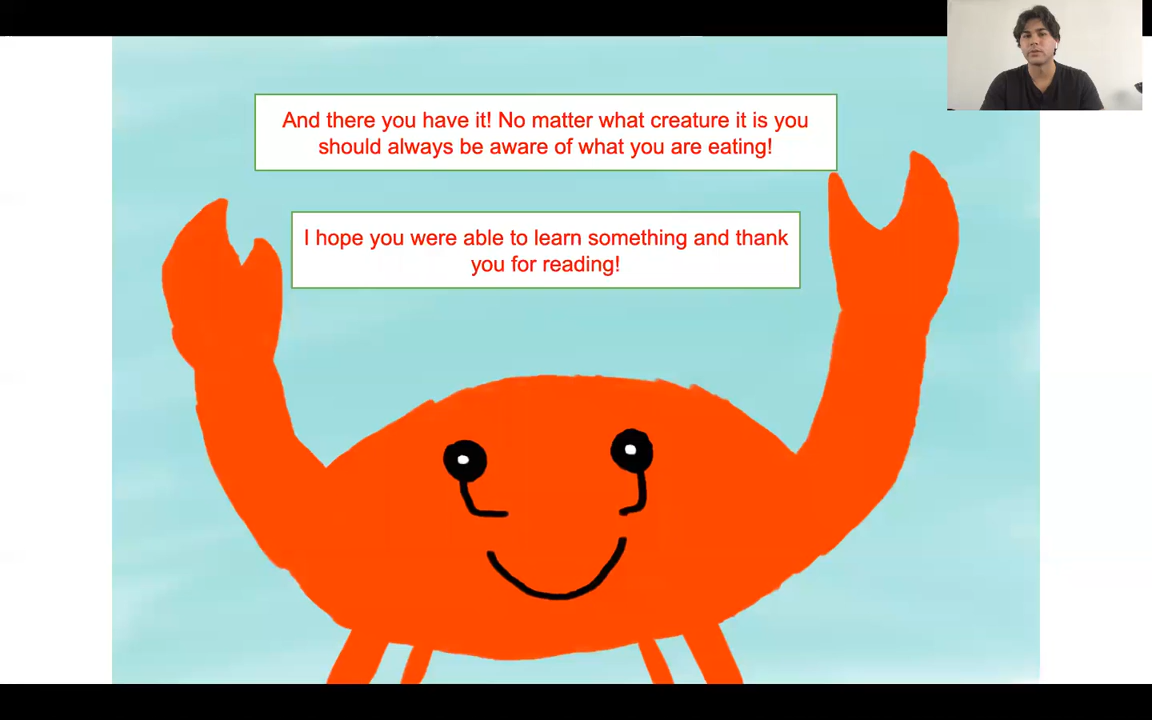 And there you have it! No matter what creature it is you
should always be aware of what you are eating!
I hope you were able to learn something and thank
you for reading!